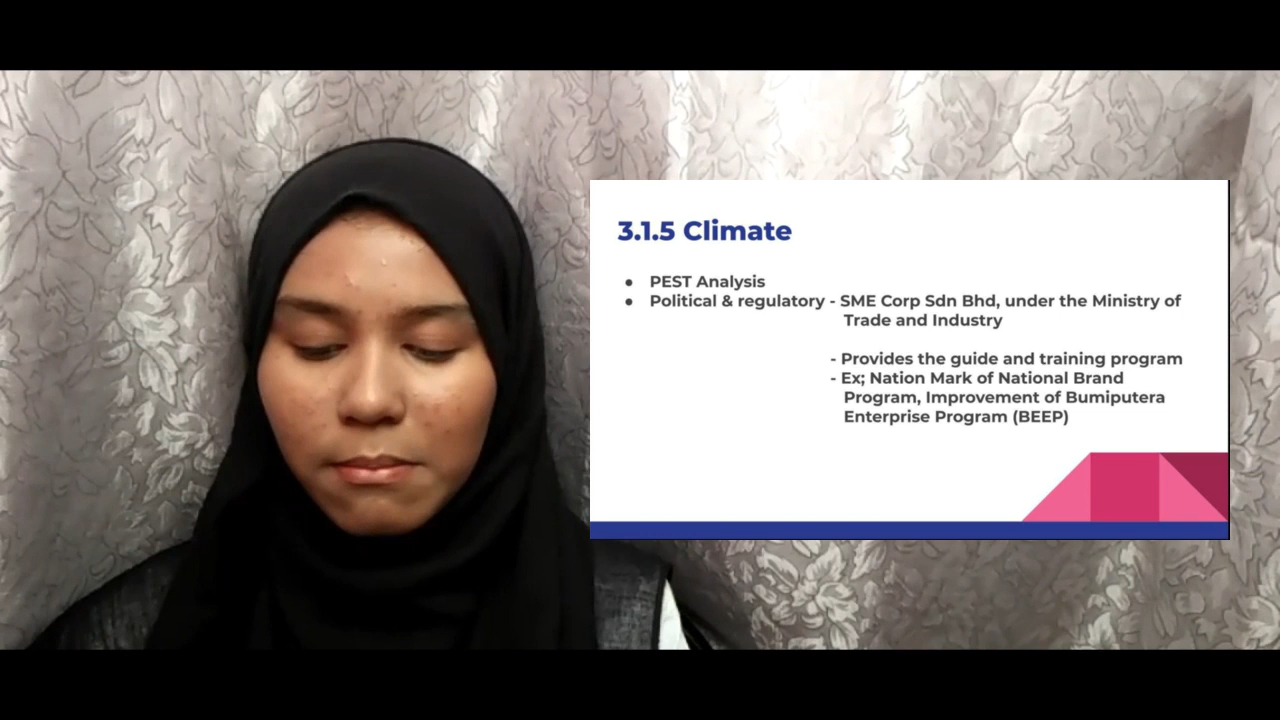 3.1.5 Climate
● PEST Analysis
● Political & regulatory - SME Corp Sdn Bhd, under the Ministry of
Trade and Industry
- Provides the guide and training program
- Ex; Nation Mark of National Brand
Program, Improvement of Bumiputera
Enterprise Program (BEEP)